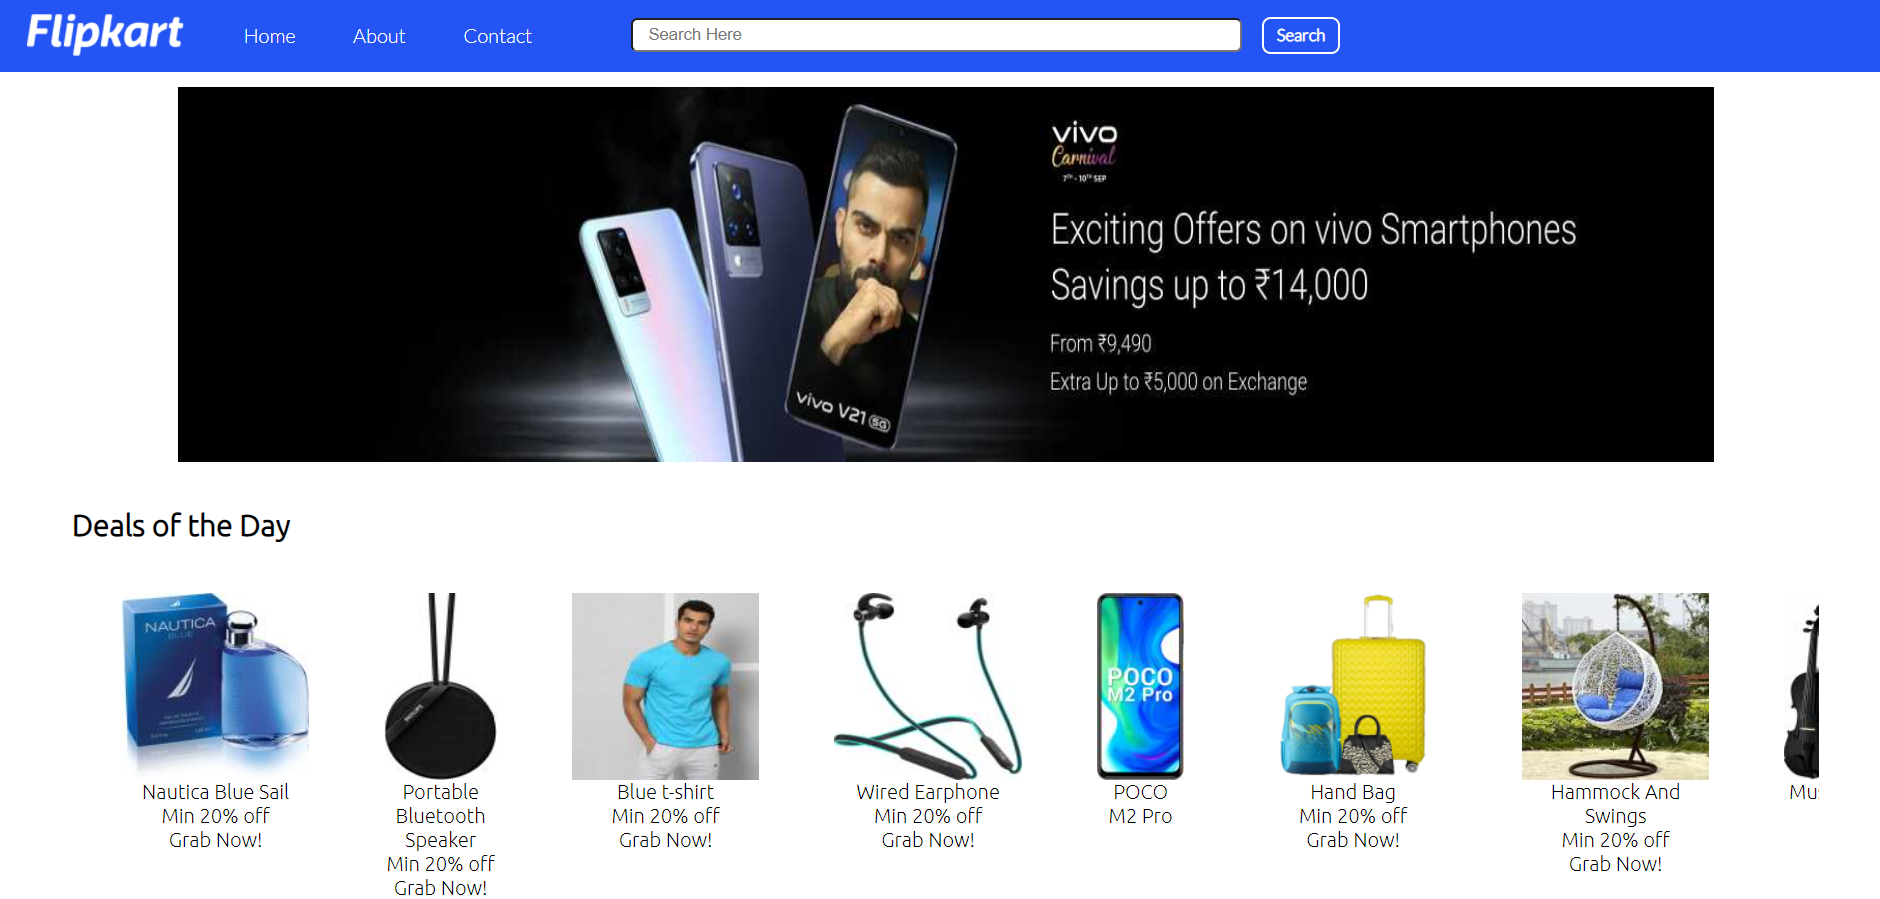 Flipkart
Home
About
Contact
Search Here
Search
vivo
Carnival
7TH - 10TH SEP
Exciting Offers on vivo Smartphones
Savings up to ₹14,000
From ₹9,490
Extra Up to ₹5,000 on Exchange
vivo V21 5G
Deals of the Day
NAUTICA
BLUE
PHILIPS
POCO
M2 Pro
Nautica Blue Sail
Min 20% off
Grab Now!
Portable
Bluetooth
Speaker
Min 20% off
Grab Now!
Blue t-shirt
Min 20% off
Grab Now!
Wired Earphone
Min 20% off
Grab Now!
POCO
M2 Pro
Hand Bag
Min 20% off
Grab Now!
Hammock And
Swings
Min 20% off
Grab Now!